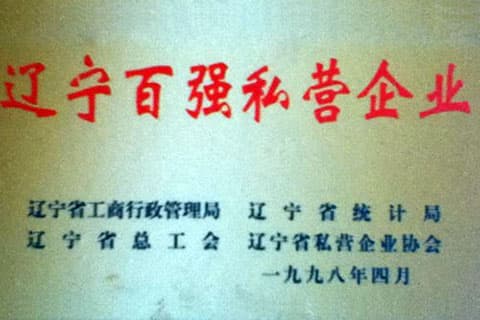 辽宁百强私营企业
辽宁省工商行政管理局 辽宁省统计局
辽宁省总工会 辽宁省私营企业协会
一九九八年四月